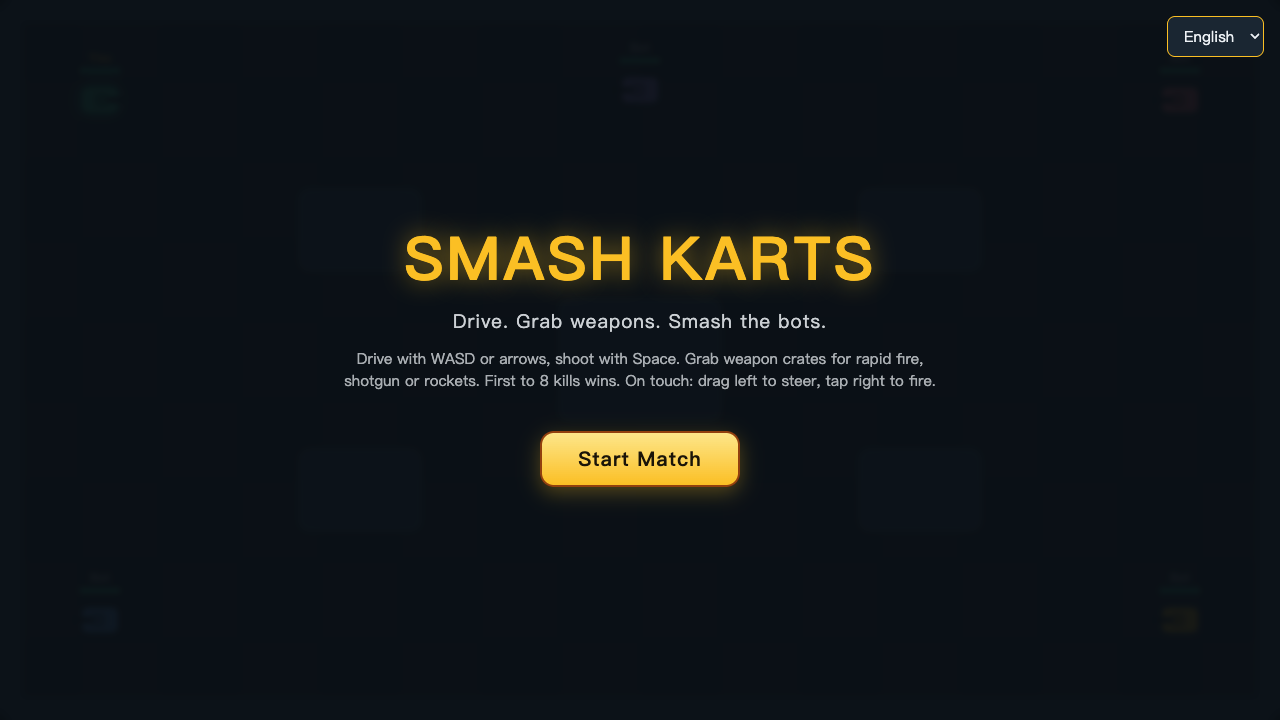 English
SMASH KARTS
Drive. Grab weapons. Smash the bots.
Drive with WASD or arrows, shoot with Space. Grab weapon crates for rapid fire,
shotgun or rockets. First to 8 kills wins. On touch: drag left to steer, tap right to fire.
Start Match